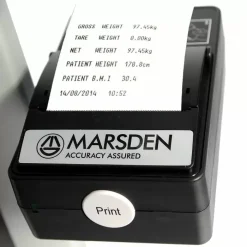 GROSS WEIGHT 97.45kg
TARE WEIGHT 0.00kg
NET WEIGHT 97.45kg
PATIENT HEIGHT 178.8cm
PATIENT B.M.I 30.4
14/08/2014 10:52
MARSDEN
ACCURACY ASSURED
Print